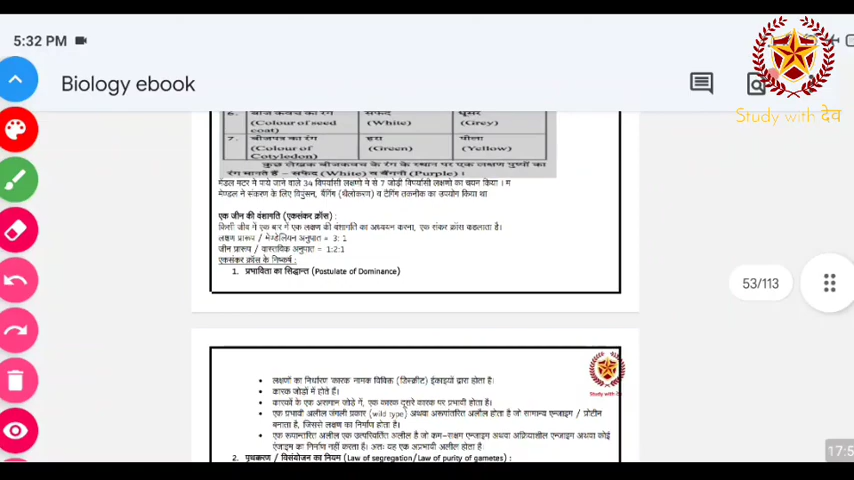 5:32 PM
Biology ebook
Study with देव
6. बीज कवच का रंग सफेद धूसर
(Colour of seed coat) (White) (Grey)
7. बीजपत्र का रंग हरा पीला
(Colour of Cotyledon) (Green) (Yellow)
कुछ लेखक बीजकवच के रंग के स्थान पर एक लक्षण पुष्पों का
रंग मानते हैं – सफेद (White) व बैंगनी (Purple)।
मेंडल मटर मे पाये जाने वाले 34 विपर्यासी लक्षणो मे से 7 जोड़ी विपर्यासी लक्षणो का चयन किया। म
मेण्डल ने संकरण के लिए विपुंसन, बैगिंग (थैलीकरण) व टैगिंग तकनीक का उपयोग किया था
एक जीन की वंशागति (एकसंकर क्रॉस) :
किसी जीव में एक बार में एक लक्षण की वंशागति का अध्ययन करना, एक संकर क्रॉस कहलाता है।
लक्षण प्रारूप / मेण्डेलियन अनुपात = 3: 1
जीन प्रारूप / वास्तविक अनुपात = 1:2:1
एकसंकर क्रॉस के निष्कर्ष :
1. प्रभाविता का सिद्धान्त (Postulate of Dominance)
53/113
Study with
• लक्षणों का निर्धारण कारक नामक विविक्त (डिस्क्रीट) इकाइयों द्वारा होता है।
• कारक जोड़ों में होते हैं।
• कारकों के एक असमान जोड़े में, एक कारक दूसरे कारक पर प्रभावी होता है।
• एक प्रभावी अलील जंगली प्रकार (wild type) अथवा अरूपांतरित अलील होता है जो सामान्य एन्जाइम / प्रोटीन
बनाता है, जिससे लक्षण का निर्माण होता है।
• एक रूपान्तरित अलील एक उत्परिवर्तित अलील है जो कम-सक्षम एन्जाइम अथवा अक्रियाशील एन्जाइम अथवा कोई
एंजाइम का निर्माण नहीं करता है। अतः यह एक अप्रभावी अलील होता है
2. पृथक्करण / विसंयोजन का नियम (Law of segregation/Law of purity of gametes) :
17:5